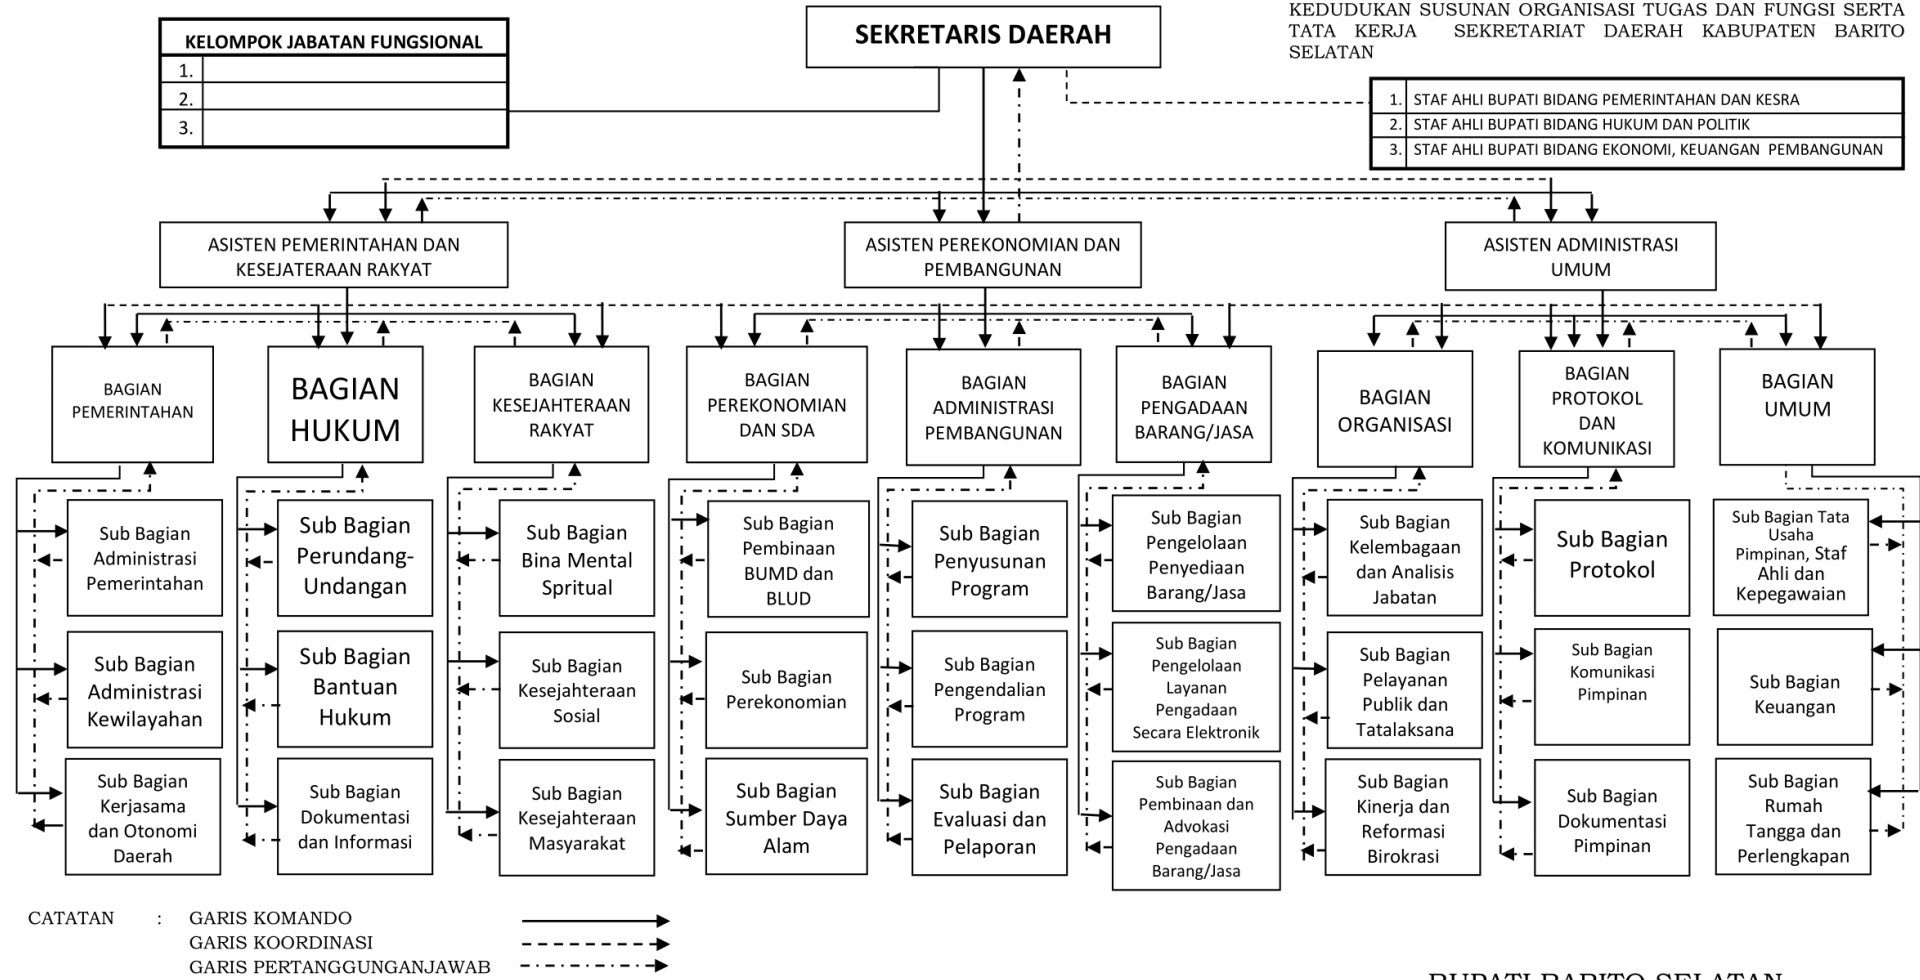 KEDUDUKAN SUSUNAN ORGANISASI TUGAS DAN FUNGSI SERTA
TATA KERJA SEKRETARIAT DAERAH KABUPATEN BARITO
SELATAN
SEKRETARIS DAERAH
KELOMPOK JABATAN FUNGSIONAL
1.
2.
3.
1. STAF AHLI BUPATI BIDANG PEMERINTAHAN DAN KESRA
2. STAF AHLI BUPATI BIDANG HUKUM DAN POLITIK
3. STAF AHLI BUPATI BIDANG EKONOMI, KEUANGAN PEMBANGUNAN
ASISTEN PEMERINTAHAN DAN
KESEJATERAAN RAKYAT
ASISTEN PEREKONOMIAN DAN
PEMBANGUNAN
ASISTEN ADMINISTRASI
UMUM
BAGIAN
PEMERINTAHAN
BAGIAN
HUKUM
BAGIAN
KESEJAHTERAAN
RAKYAT
BAGIAN
PEREKONOMIAN
DAN SDA
BAGIAN
ADMINISTRASI
PEMBANGUNAN
BAGIAN
PENGADAAN
BARANG/JASA
BAGIAN
ORGANISASI
BAGIAN
PROTOKOL
DAN
KOMUNIKASI
BAGIAN
UMUM
Sub Bagian
Administrasi
Pemerintahan
Sub Bagian
Perundang-
Undangan
Sub Bagian
Bina Mental
Spritual
Sub Bagian
Pembinaan
BUMD dan
BLUD
Sub Bagian
Penyusunan
Program
Sub Bagian
Pengelolaan
Penyediaan
Barang/Jasa
Sub Bagian
Kelembagaan
dan Analisis
Jabatan
Sub Bagian
Protokol
Sub Bagian Tata
Usaha
Pimpinan, Staf
Ahli dan
Kepegawaian
Sub Bagian
Administrasi
Kewilayahan
Sub Bagian
Bantuan
Hukum
Sub Bagian
Kesejahteraan
Sosial
Sub Bagian
Perekonomian
Sub Bagian
Pengendalian
Program
Sub Bagian
Pengelolaan
Layanan
Pengadaan
Secara Elektronik
Sub Bagian
Pelayanan
Publik dan
Tatalaksana
Sub Bagian
Komunikasi
Pimpinan
Sub Bagian
Keuangan
Sub Bagian
Kerjasama
dan Otonomi
Daerah
Sub Bagian
Dokumentasi
dan Informasi
Sub Bagian
Kesejahteraan
Masyarakat
Sub Bagian
Sumber Daya
Alam
Sub Bagian
Evaluasi dan
Pelaporan
Sub Bagian
Pembinaan dan
Advokasi
Pengadaan
Barang/Jasa
Sub Bagian
Kinerja dan
Reformasi
Birokrasi
Sub Bagian
Dokumentasi
Pimpinan
Sub Bagian
Rumah
Tangga dan
Perlengkapan
CATATAN : GARIS KOMANDO
GARIS KOORDINASI
GARIS PERTANGGUNGANJAWAB
BUPATI BARITO SELATAN